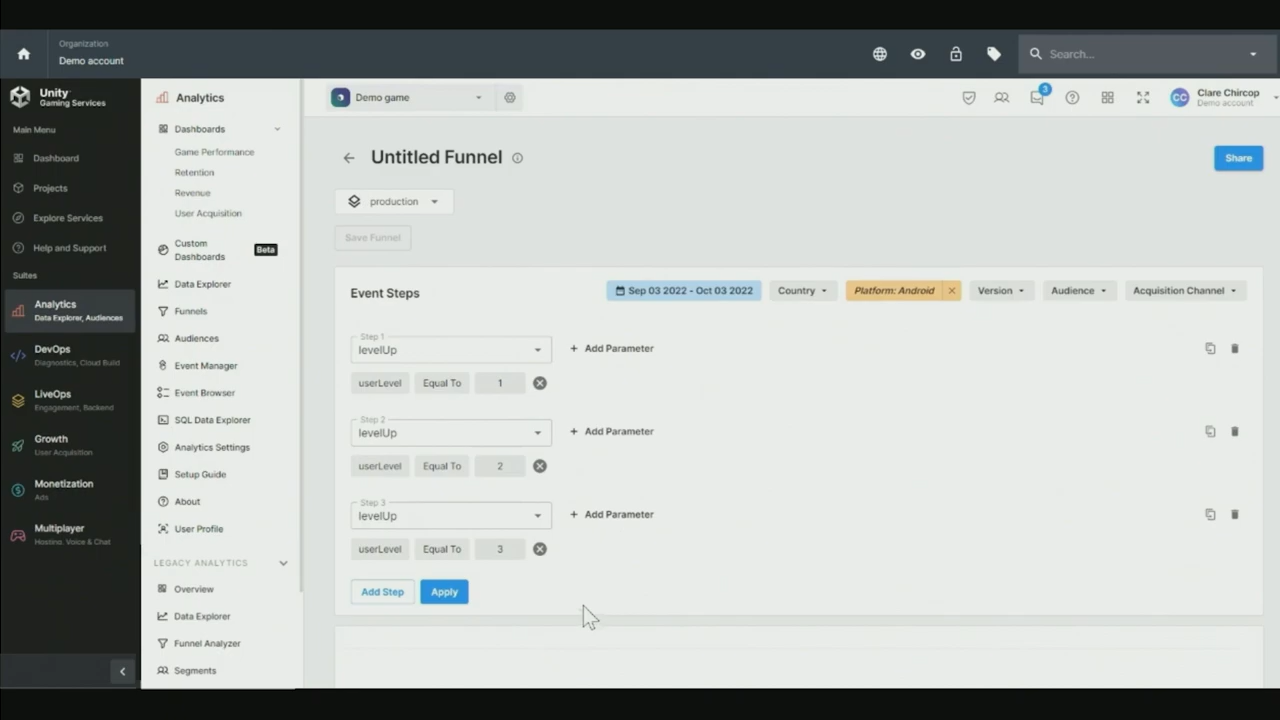 Organization
Demo account
Search...
Unity
Gaming Services
Main Menu
Dashboard
Projects
Explore Services
Help and Support
Suites
Analytics
Data Explorer, Audiences
DevOps
Diagnostics, Cloud Build
LiveOps
Engagement, Backend
Growth
User Acquisition
Monetization
Ads
Multiplayer
Hosting, Voice & Chat
Analytics
Dashboards
Game Performance
Retention
Revenue
User Acquisition
Custom
Dashboards
Beta
Data Explorer
Funnels
Audiences
Event Manager
Event Browser
SQL Data Explorer
Analytics Settings
Setup Guide
About
User Profile
LEGACY ANALYTICS
Overview
Data Explorer
Funnel Analyzer
Segments
Demo game
3
CC
Clare Chircop
Demo account
Untitled Funnel
Share
production
Save Funnel
Event Steps
Sep 03 2022 - Oct 03 2022
Country
Platform: Android
Version
Audience
Acquisition Channel
Step 1
levelUp
+ Add Parameter
userLevel
Equal To
1
Step 2
levelUp
+ Add Parameter
userLevel
Equal To
2
Step 3
levelUp
+ Add Parameter
userLevel
Equal To
3
Add Step
Apply